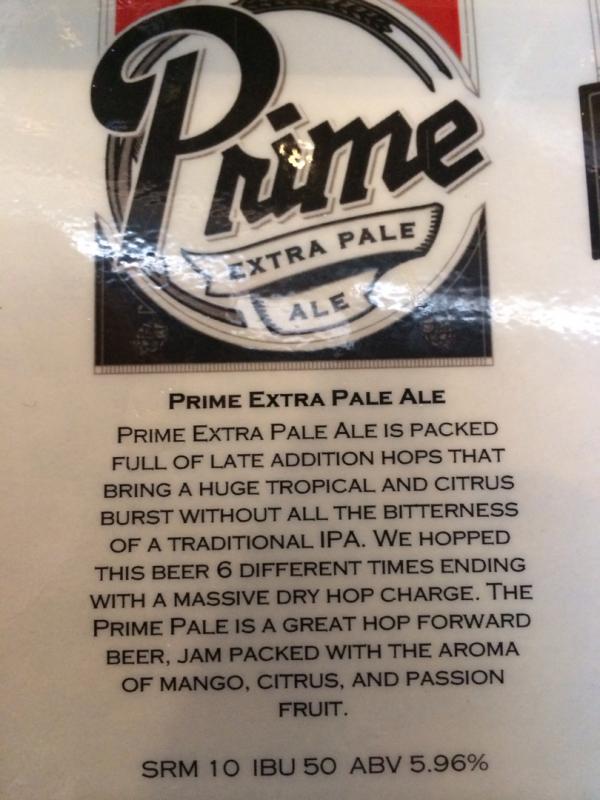 Prime
EXTRA PALE
ALE
PRIME EXTRA PALE ALE
PRIME EXTRA PALE ALE IS PACKED
FULL OF LATE ADDITION HOPS THAT
BRING A HUGE TROPICAL AND CITRUS
BURST WITHOUT ALL THE BITTERNESS
OF A TRADITIONAL IPA. WE HOPPED
THIS BEER 6 DIFFERENT TIMES ENDING
WITH A MASSIVE DRY HOP CHARGE. THE
PRIME PALE IS A GREAT HOP FORWARD
BEER, JAM PACKED WITH THE AROMA
OF MANGO, CITRUS, AND PASSION
FRUIT.
SRM 10 IBU 50 ABV 5.96%